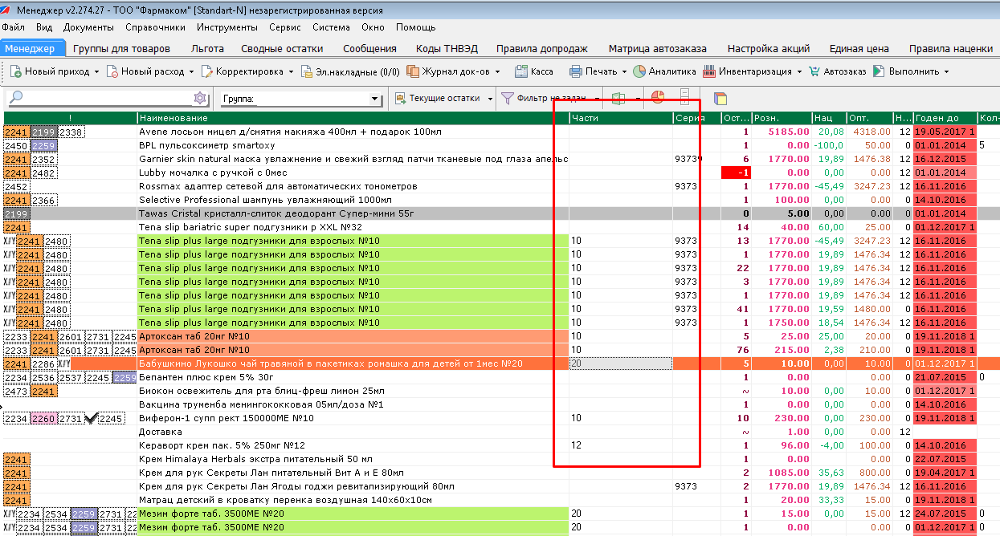 Менеджер v2.274.27 - ТОО "Фармаком" [Standart-N] незарегистрированная версия
Файл Вид Документы Справочники Инструменты Сервис Система Окно Помощь
Менеджер Группы для товаров Льгота Сводные остатки Сообщения Коды ТНВЭД Правила допродаж Матрица автозаказа Настройка акций Единая цена Правила наценки
Новый приход Новый расход Корректировка Эл.накладные (0/0) Журнал док-ов Касса Печать Аналитика Инвентаризация Автозаказ Выполнить
Группа: Текущие остатки Фильтр не задан
! Наименование Части Серия Ост... Розн. Нац Опт. Н... Годен до Кол-
2241 2199 2338 Avene лосьон мицел д/снятия макияжа 400мл + подарок 100мл 1 5185.00 20,08 4318.00 12 19.05.2017 1
2450 2259 BPL пульсоксиметр smartoxy 1 0.00 -100,0 50.00 0 01.01.2014 5
2241 2352 Garnier skin natural маска увлажнение и свежий взгляд патчи тканевые под глаза апельс 93739 6 1770.00 19,89 1476.38 12 16.12.2015
2241 2482 Lubby мочалка с ручкой с 0мес -1 0.00 0,00 0.00 12 01.01.2014
2452 Rossmax адаптер сетевой для автоматических тонометров 9373 1 1770.00 -45,49 3247.23 12 16.11.2016
2241 2366 Selective Professional шампунь увлажняющий 1000мл 1 100.00 0,00 0.00 0 14.10.2016
2199 Tawas Cristal кристалл-слиток деодорант Супер-мини 55г 0 5.00 0,00 0.00 0 01.01.2014
2241 Tena slip bariatric super подгузники р XXL №32 14 40.00 60,00 25.00 0 01.12.2017 1
X/Y 2241 2480 Tena slip plus large подгузники для взрослых №10 10 9373 13 1770.00 -45,49 3247.23 12 16.11.2016
X/Y 2241 2480 Tena slip plus large подгузники для взрослых №10 10 9373 1 1770.00 19,89 1476.34 12 16.11.2016
X/Y 2241 2480 Tena slip plus large подгузники для взрослых №10 10 9373 22 1770.00 19,89 1476.34 12 16.11.2016
X/Y 2241 2480 Tena slip plus large подгузники для взрослых №10 10 9373 3 1770.00 19,89 1476.34 0 16.11.2016
X/Y 2241 2480 Tena slip plus large подгузники для взрослых №10 10 9373 1 1770.00 19,89 1476.34 12 16.11.2016
X/Y 2241 2480 Tena slip plus large подгузники для взрослых №10 10 9373 41 1770.00 19,59 1480.00 0 16.11.2016
X/Y 2241 2480 Tena slip plus large подгузники для взрослых №10 10 9373 1 1750.00 18,54 1476.34 12 16.11.2016
2233 2241 2601 2731 2245 Артоксан таб 20мг №10 10 5 25.00 25,00 20.00 0 19.11.2018 1
2233 2241 2601 2731 2245 Артоксан таб 20мг №10 10 76 215.00 2,38 210.00 0 19.11.2018 1
2241 2286 X/Y Бабушкино Лукошко чай травяной в пакетиках ромашка для детей от 1мес №20 20 5 10.00 0,00 10.00 0 01.12.2017 1
2234 2536 2537 2245 2259 Бепантен плюс крем 5% 30г 1 0.00 0.00 0 21.07.2015 0
2473 2241 Биокон освежитель для рта блиц-фреш лимон 25мл ~ 10.00 0,00 10.00 0 01.12.2017 1
Вакцина труменба менингококковая 05мл/доза №1 1 0.00 0,00 0.00 0 14.10.2016
2234 2260 2731 2245 Виферон-1 супп рект 150000МЕ №10 10 10 230.00 0,00 230.00 0 19.11.2018 1
Доставка ~ 1.00 0,00 0.00 12
Кераворт крем пак. 5% 250мг №12 12 1 96.00 -4,00 100.00 0 14.10.2016
2241 Крем Himalaya Herbals экстра питательный 50 мл 1 0.00 0.00 0 22.07.2015
2241 Крем для рук Секреты Лан питательный Вит А и Е 80мл 2 1085.00 35,63 800.00 0 19.04.2017 1
2241 Крем для рук Секреты Лан Ягоды годжи ревитализирующий 80мл 9373 2 1770.00 19,89 1476.34 12 16.11.2016
2241 Матрац детский в кроватку перенка воздушная 140х60х10см 1 20.00 33,33 15.00 0 19.11.2018 1
X/Y 2234 2534 2259 2731 22 Мезим форте таб. 3500МЕ №20 20 1 15.00 0,00 15.00 12 24.07.2015 0
X/Y 2234 2534 2259 2731 22 Мезим форте таб. 3500МЕ №20 20 1 0.00 0.00 0 01.12.2017 1 0